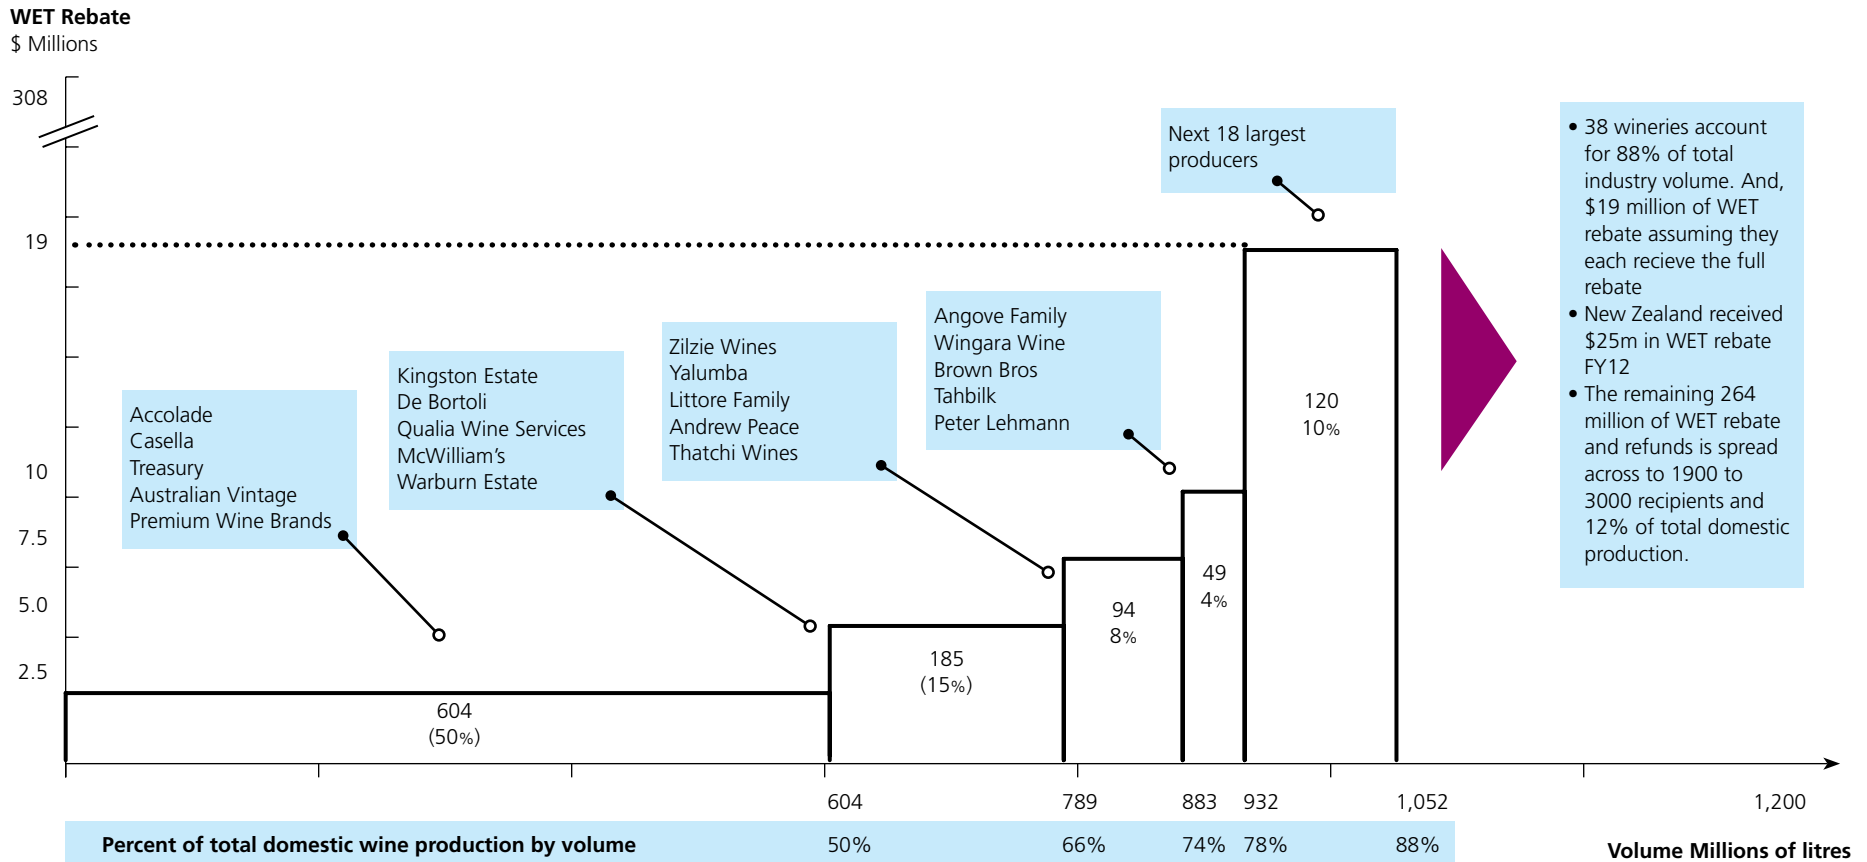 WET Rebate
$ Millions
308
19
10
7.5
5.0
2.5
Accolade
Casella
Treasury
Australian Vintage
Premium Wine Brands
Kingston Estate
De Bortoli
Qualia Wine Services
McWilliam’s
Warburn Estate
Zilzie Wines
Yalumba
Littore Family
Andrew Peace
Thatchi Wines
Angove Family
Wingara Wine
Brown Bros
Tahbilk
Peter Lehmann
Next 18 largest
producers
604
(50%)
185
(15%)
94
8%
49
4%
120
10%
• 38 wineries account
for 88% of total
industry volume. And,
$19 million of WET
rebate assuming they
each recieve the full
rebate
• New Zealand received
$25m in WET rebate
FY12
• The remaining 264
million of WET rebate
and refunds is spread
across to 1900 to
3000 recipients and
12% of total domestic
production.
604 789 883 932 1,052 1,200
Percent of total domestic wine production by volume 50% 66% 74% 78% 88%
Volume Millions of litres